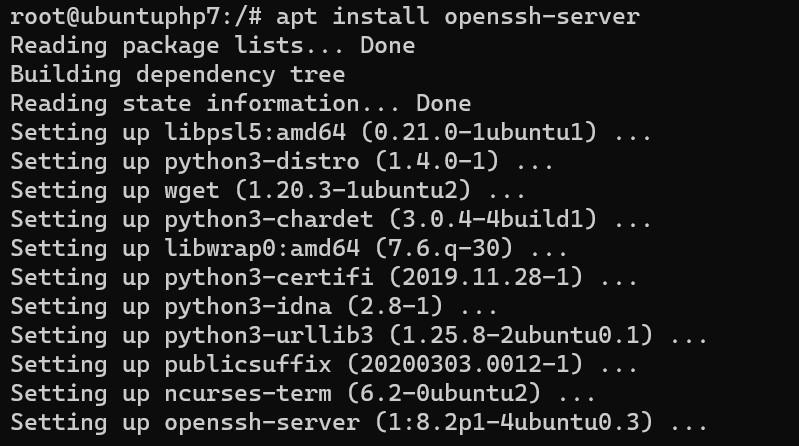 root@ubuntuphp7:/# apt install openssh-server
Reading package lists... Done
Building dependency tree
Reading state information... Done
Setting up libpsl5:amd64 (0.21.0-1ubuntu1) ...
Setting up python3-distro (1.4.0-1) ...
Setting up wget (1.20.3-1ubuntu2) ...
Setting up python3-chardet (3.0.4-4build1) ...
Setting up libwrap0:amd64 (7.6.q-30) ...
Setting up python3-certifi (2019.11.28-1) ...
Setting up python3-idna (2.8-1) ...
Setting up python3-urllib3 (1.25.8-2ubuntu0.1) ...
Setting up publicsuffix (20200303.0012-1) ...
Setting up ncurses-term (6.2-0ubuntu2) ...
Setting up openssh-server (1:8.2p1-4ubuntu0.3) ...